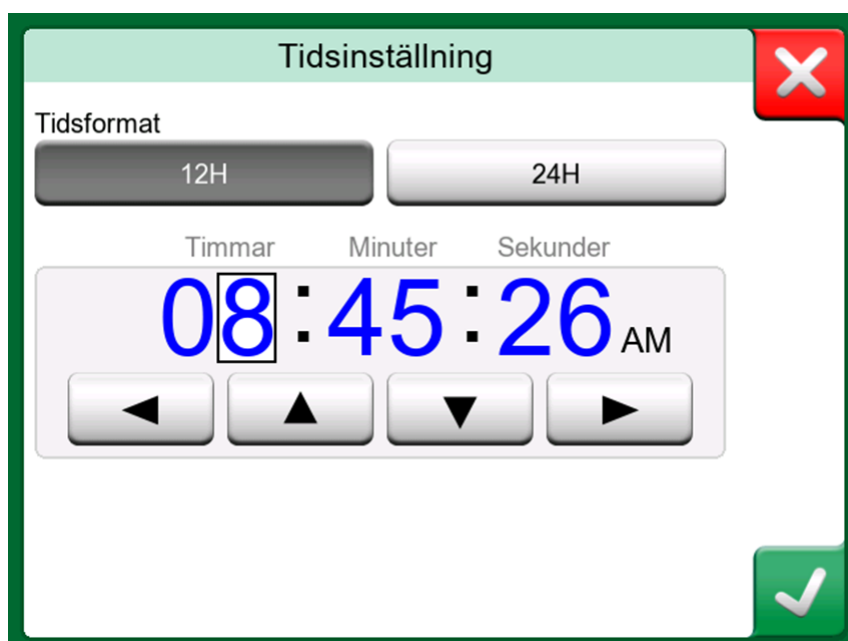 Tidsinställning
Tidsformat
12H 24H
Timmar Minuter Sekunder
08:45:26 AM